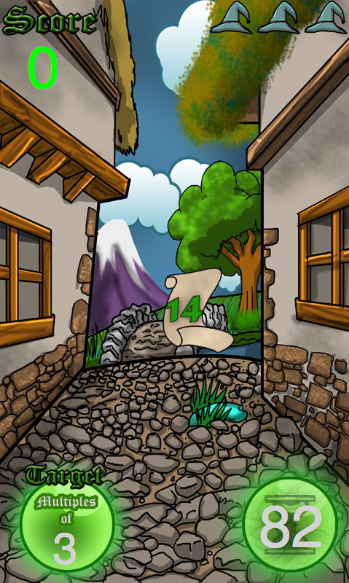 Score
0
14
Target
Multiples
of
3
82